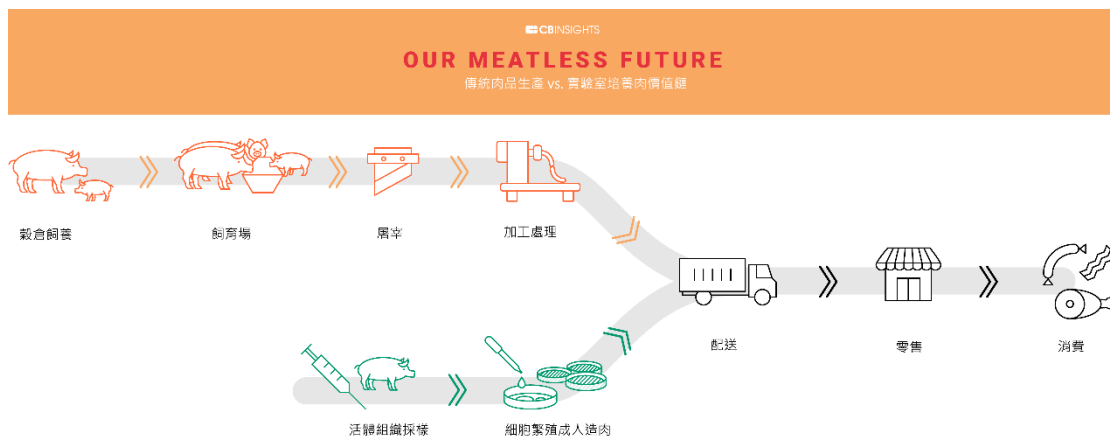 CBINSIGHTS
OUR MEATLESS FUTURE
傳統肉品生產 vs. 實驗室培養肉價值鏈
穀倉飼養
飼育場
屠宰
加工處理
配送
零售
消費
活體組織採樣
細胞繁殖成人造肉